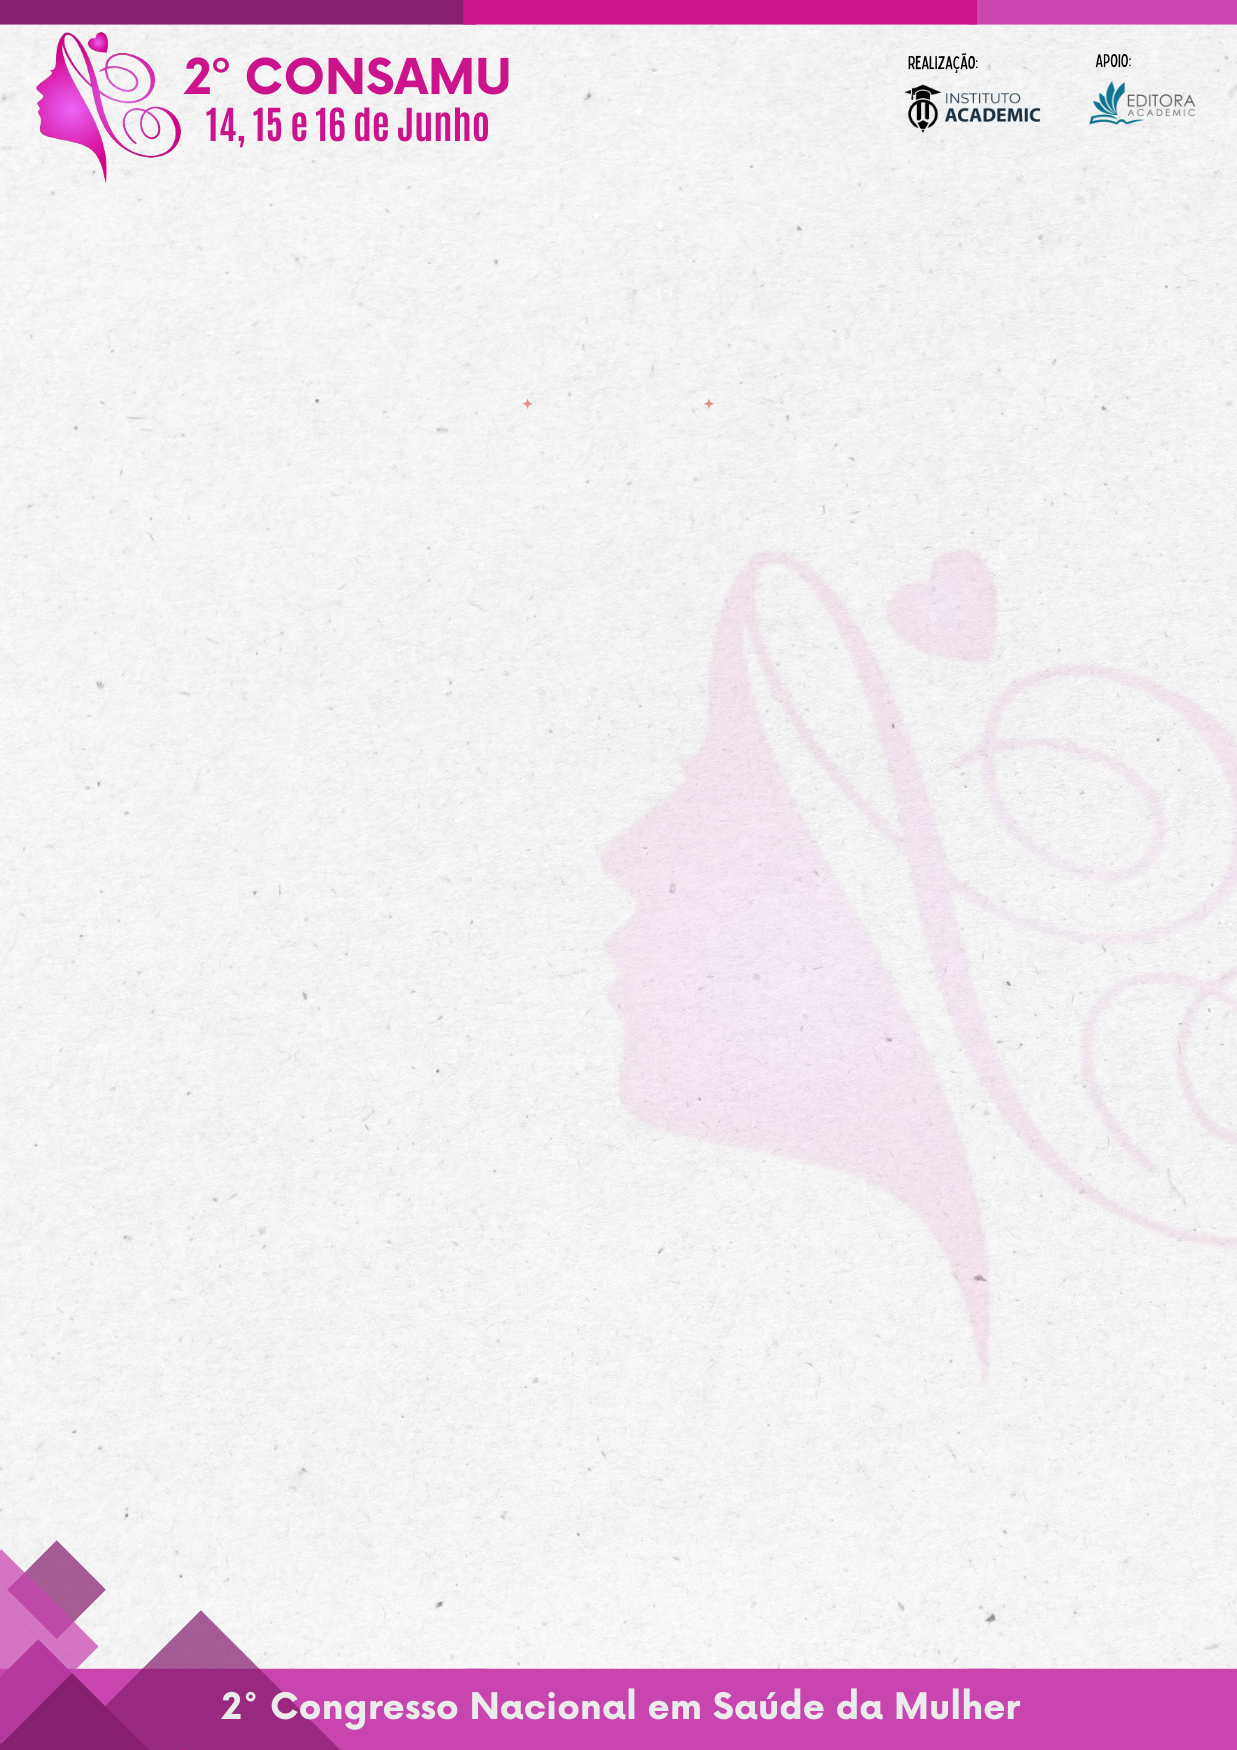 2° CONSAMU
14, 15 e 16 de Junho
REALIZAÇÃO:
INSTITUTO
ACADEMIC
APOIO:
EDITORA
ACADEMIC
2° Congresso Nacional em Saúde da Mulher